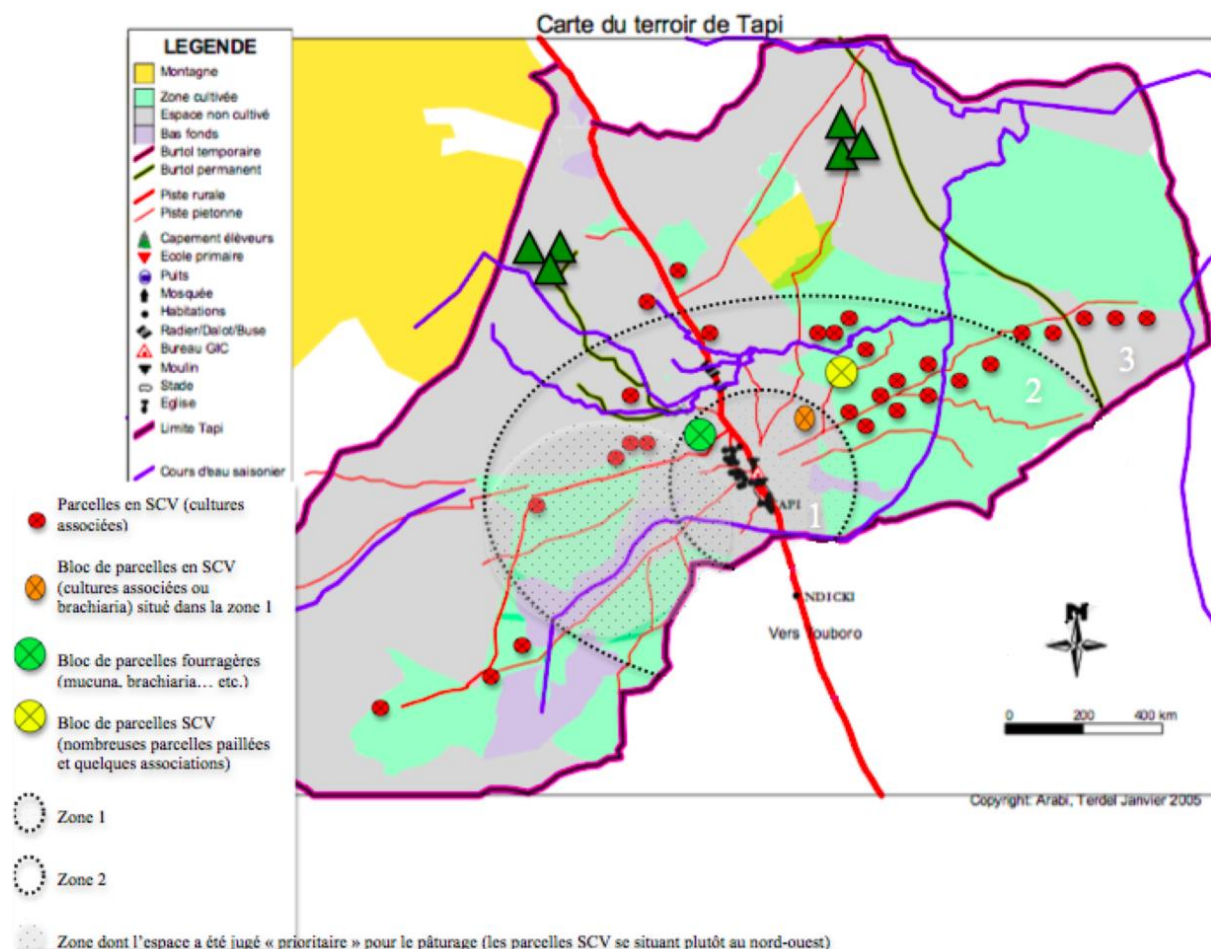 Carte du terroir de Tapi
LEGENDE
Montagne
Zone cultivée
Espace non cultivé
Bas fonds
Burtol temporaire
Burtol permanent
Piste rurale
Piste pietonne
Capement éléveurs
Ecole primaire
Puits
Mosquée
Habitations
Radier/Dalot/Buse
Bureau GIC
Moulin
Stade
Eglise
Limite Tapi
Cours d'eau saisonier
Parcelles en SCV (cultures
associées)
Bloc de parcelles en SCV
(cultures associées ou
brachiaria) situé dans la zone 1
Bloc de parcelles fourragères
(mucuna, brachiaria… etc.)
Bloc de parcelles SCV
(nombreuses parcelles paillées
et quelques associations)
Zone 1
Zone 2
Zone dont l'espace a été jugé « prioritaire » pour le pâturage (les parcelles SCV se situant plutôt au nord-ouest)
3
2
1
API
NDICKI
Vers Touboro
N
0 200 400 km
Copyright: Arabi, Terdel Janvier 2005